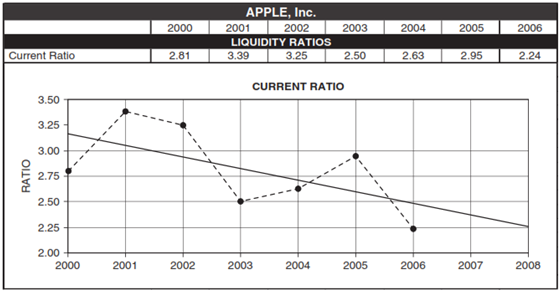 APPLE, Inc.
2000 2001 2002 2003 2004 2005 2006
LIQUIDITY RATIOS
Current Ratio 2.81 3.39 3.25 2.50 2.63 2.95 2.24
CURRENT RATIO
3.50
3.25
3.00
2.75
2.50
2.25
2.00
RATIO
2000 2001 2002 2003 2004 2005 2006 2007 2008